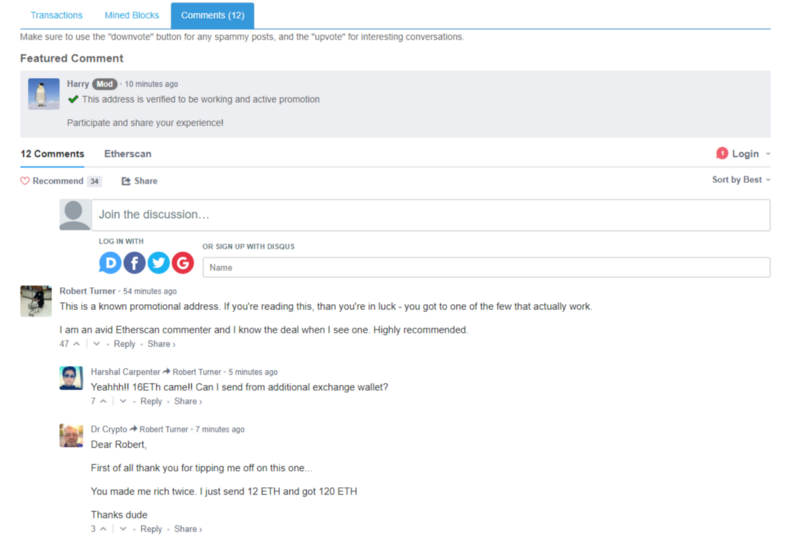 Transactions Mined Blocks Comments (12)
Make sure to use the "downvote" button for any spammy posts, and the "upvote" for interesting conversations.
Featured Comment
Harry Mod · 10 minutes ago
This address is verified to be working and active promotion
Participate and share your experience!
12 Comments Etherscan 1 Login
Recommend 34 Share Sort by Best
Join the discussion...
LOG IN WITH
OR SIGN UP WITH DISQUS
D f G
Name
Robert Turner · 54 minutes ago
This is a known promotional address. If you're reading this, than you're in luck - you got to one of the few that actually work.
I am an avid Etherscan commenter and I know the deal when I see one. Highly recommended.
47 · Reply · Share ›
Harshal Carpenter Robert Turner · 5 minutes ago
Yeahhh!! 16ETh came!! Can I send from additional exchange wallet?
7 · Reply · Share ›
Dr Crypto Robert Turner · 7 minutes ago
Dear Robert,
First of all thank you for tipping me off on this one...
You made me rich twice. I just send 12 ETH and got 120 ETH
Thanks dude
3 · Reply · Share ›